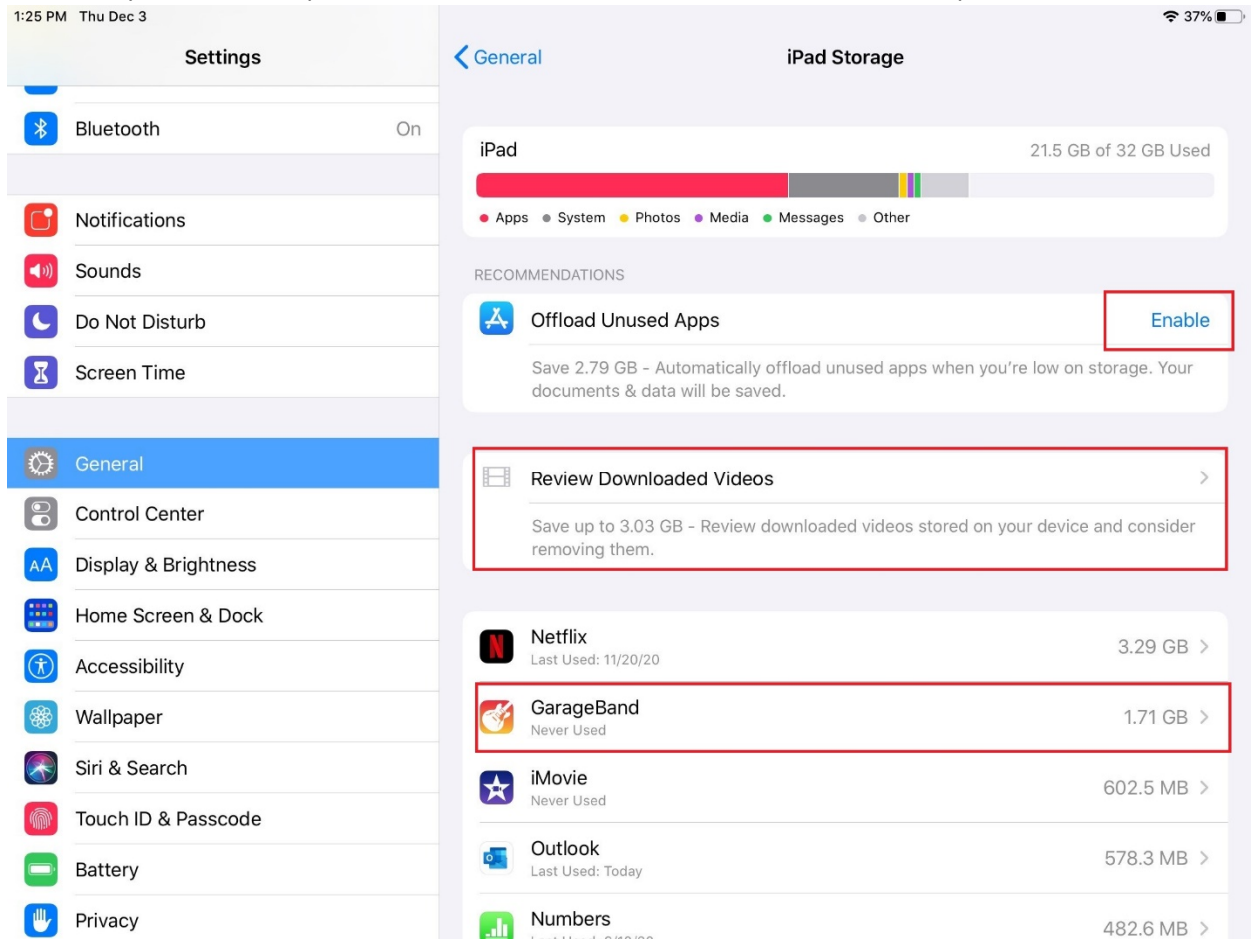 1:25 PM Thu Dec 3
37%
Settings
General
iPad Storage
Bluetooth
On
Notifications
Sounds
Do Not Disturb
Screen Time
General
Control Center
AA Display & Brightness
Home Screen & Dock
Accessibility
Wallpaper
Siri & Search
Touch ID & Passcode
Battery
Privacy
iPad
21.5 GB of 32 GB Used
Apps System Photos Media Messages Other
RECOMMENDATIONS
Offload Unused Apps
Enable
Save 2.79 GB - Automatically offload unused apps when you're low on storage. Your
documents & data will be saved.
Review Downloaded Videos
Save up to 3.03 GB - Review downloaded videos stored on your device and consider
removing them.
Netflix
Last Used: 11/20/20
3.29 GB
GarageBand
Never Used
1.71 GB
iMovie
Never Used
602.5 MB
Outlook
Last Used: Today
578.3 MB
Numbers
482.6 MB